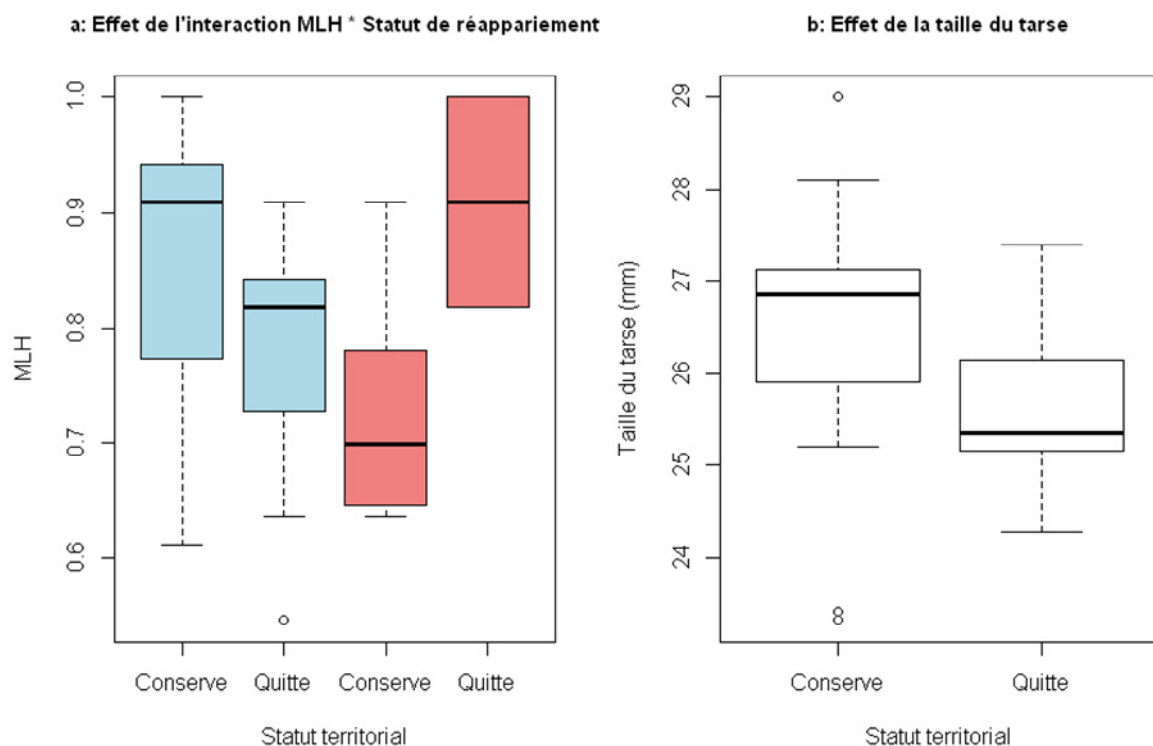 a: Effet de l'interaction MLH * Statut de réappariement
b: Effet de la taille du tarse
MLH
1.0
0.9
0.8
0.7
0.6
Conserve Quitte Conserve Quitte
Statut territorial
Taille du tarse (mm)
29
28
27
26
25
24
Conserve Quitte
Statut territorial